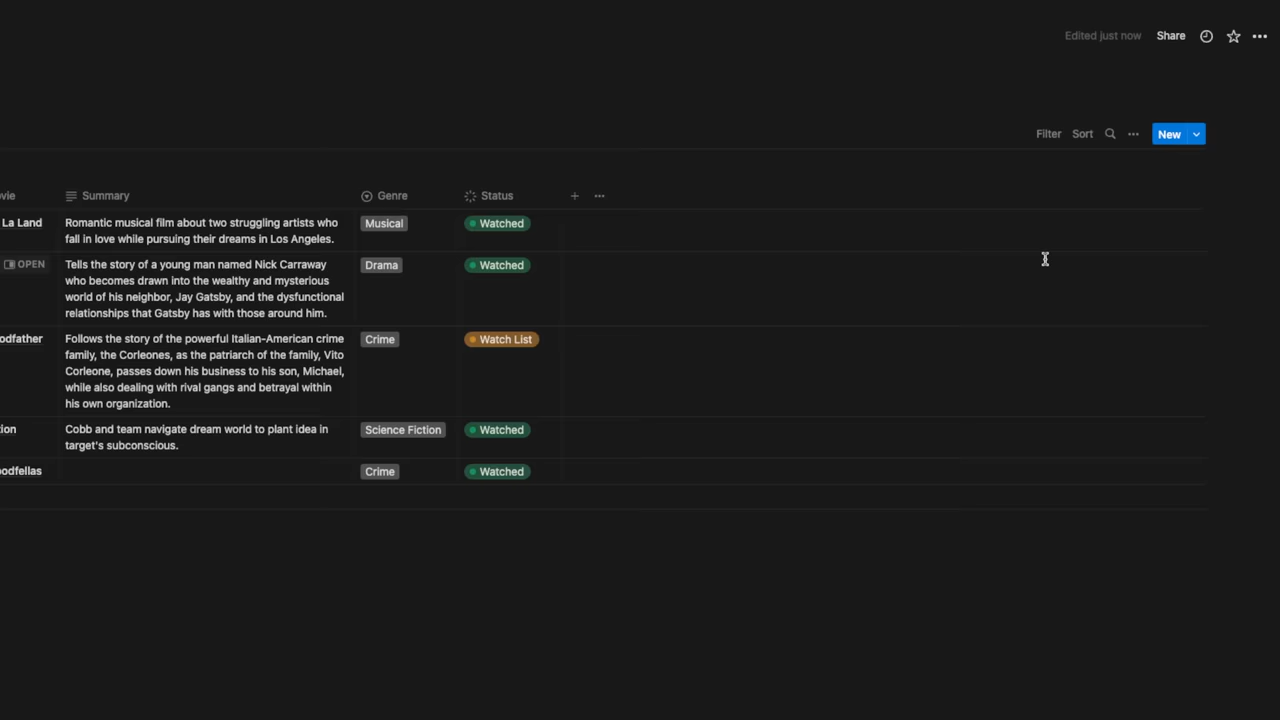 Edited just now Share
Filter Sort New
vie Summary Genre Status
La Land Romantic musical film about two struggling artists who Musical Watched
fall in love while pursuing their dreams in Los Angeles.
OPEN Tells the story of a young man named Nick Carraway Drama Watched
who becomes drawn into the wealthy and mysterious
world of his neighbor, Jay Gatsby, and the dysfunctional
relationships that Gatsby has with those around him.
odfather Follows the story of the powerful Italian-American crime Crime Watch List
family, the Corleones, as the patriarch of the family, Vito
Corleone, passes down his business to his son, Michael,
while also dealing with rival gangs and betrayal within
his own organization.
tion Cobb and team navigate dream world to plant idea in Science Fiction Watched
target's subconscious.
odfellas Crime Watched